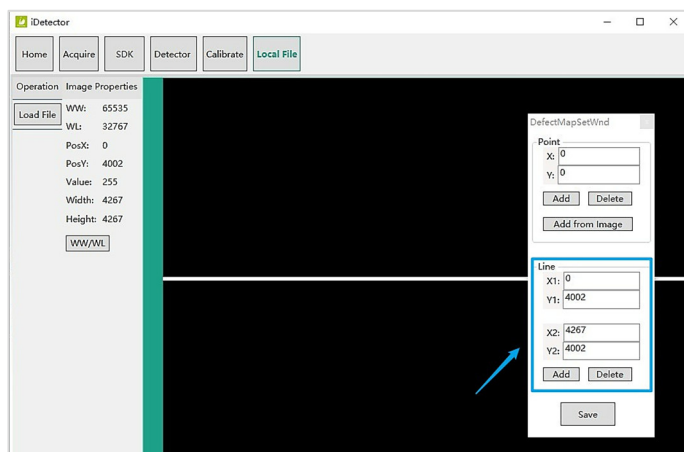 iDetector
Home Acquire SDK Detector Calibrate Local File
Operation Image Properties
Load File
WW: 65535
WL: 32767
PosX: 0
PosY: 4002
Value: 255
Width: 4267
Height: 4267
WW/WL
DefectMapSetWnd
Point
X: 0
Y: 0
Add Delete
Add from Image
Line
X1: 0
Y1: 4002
X2: 4267
Y2: 4002
Add Delete
Save